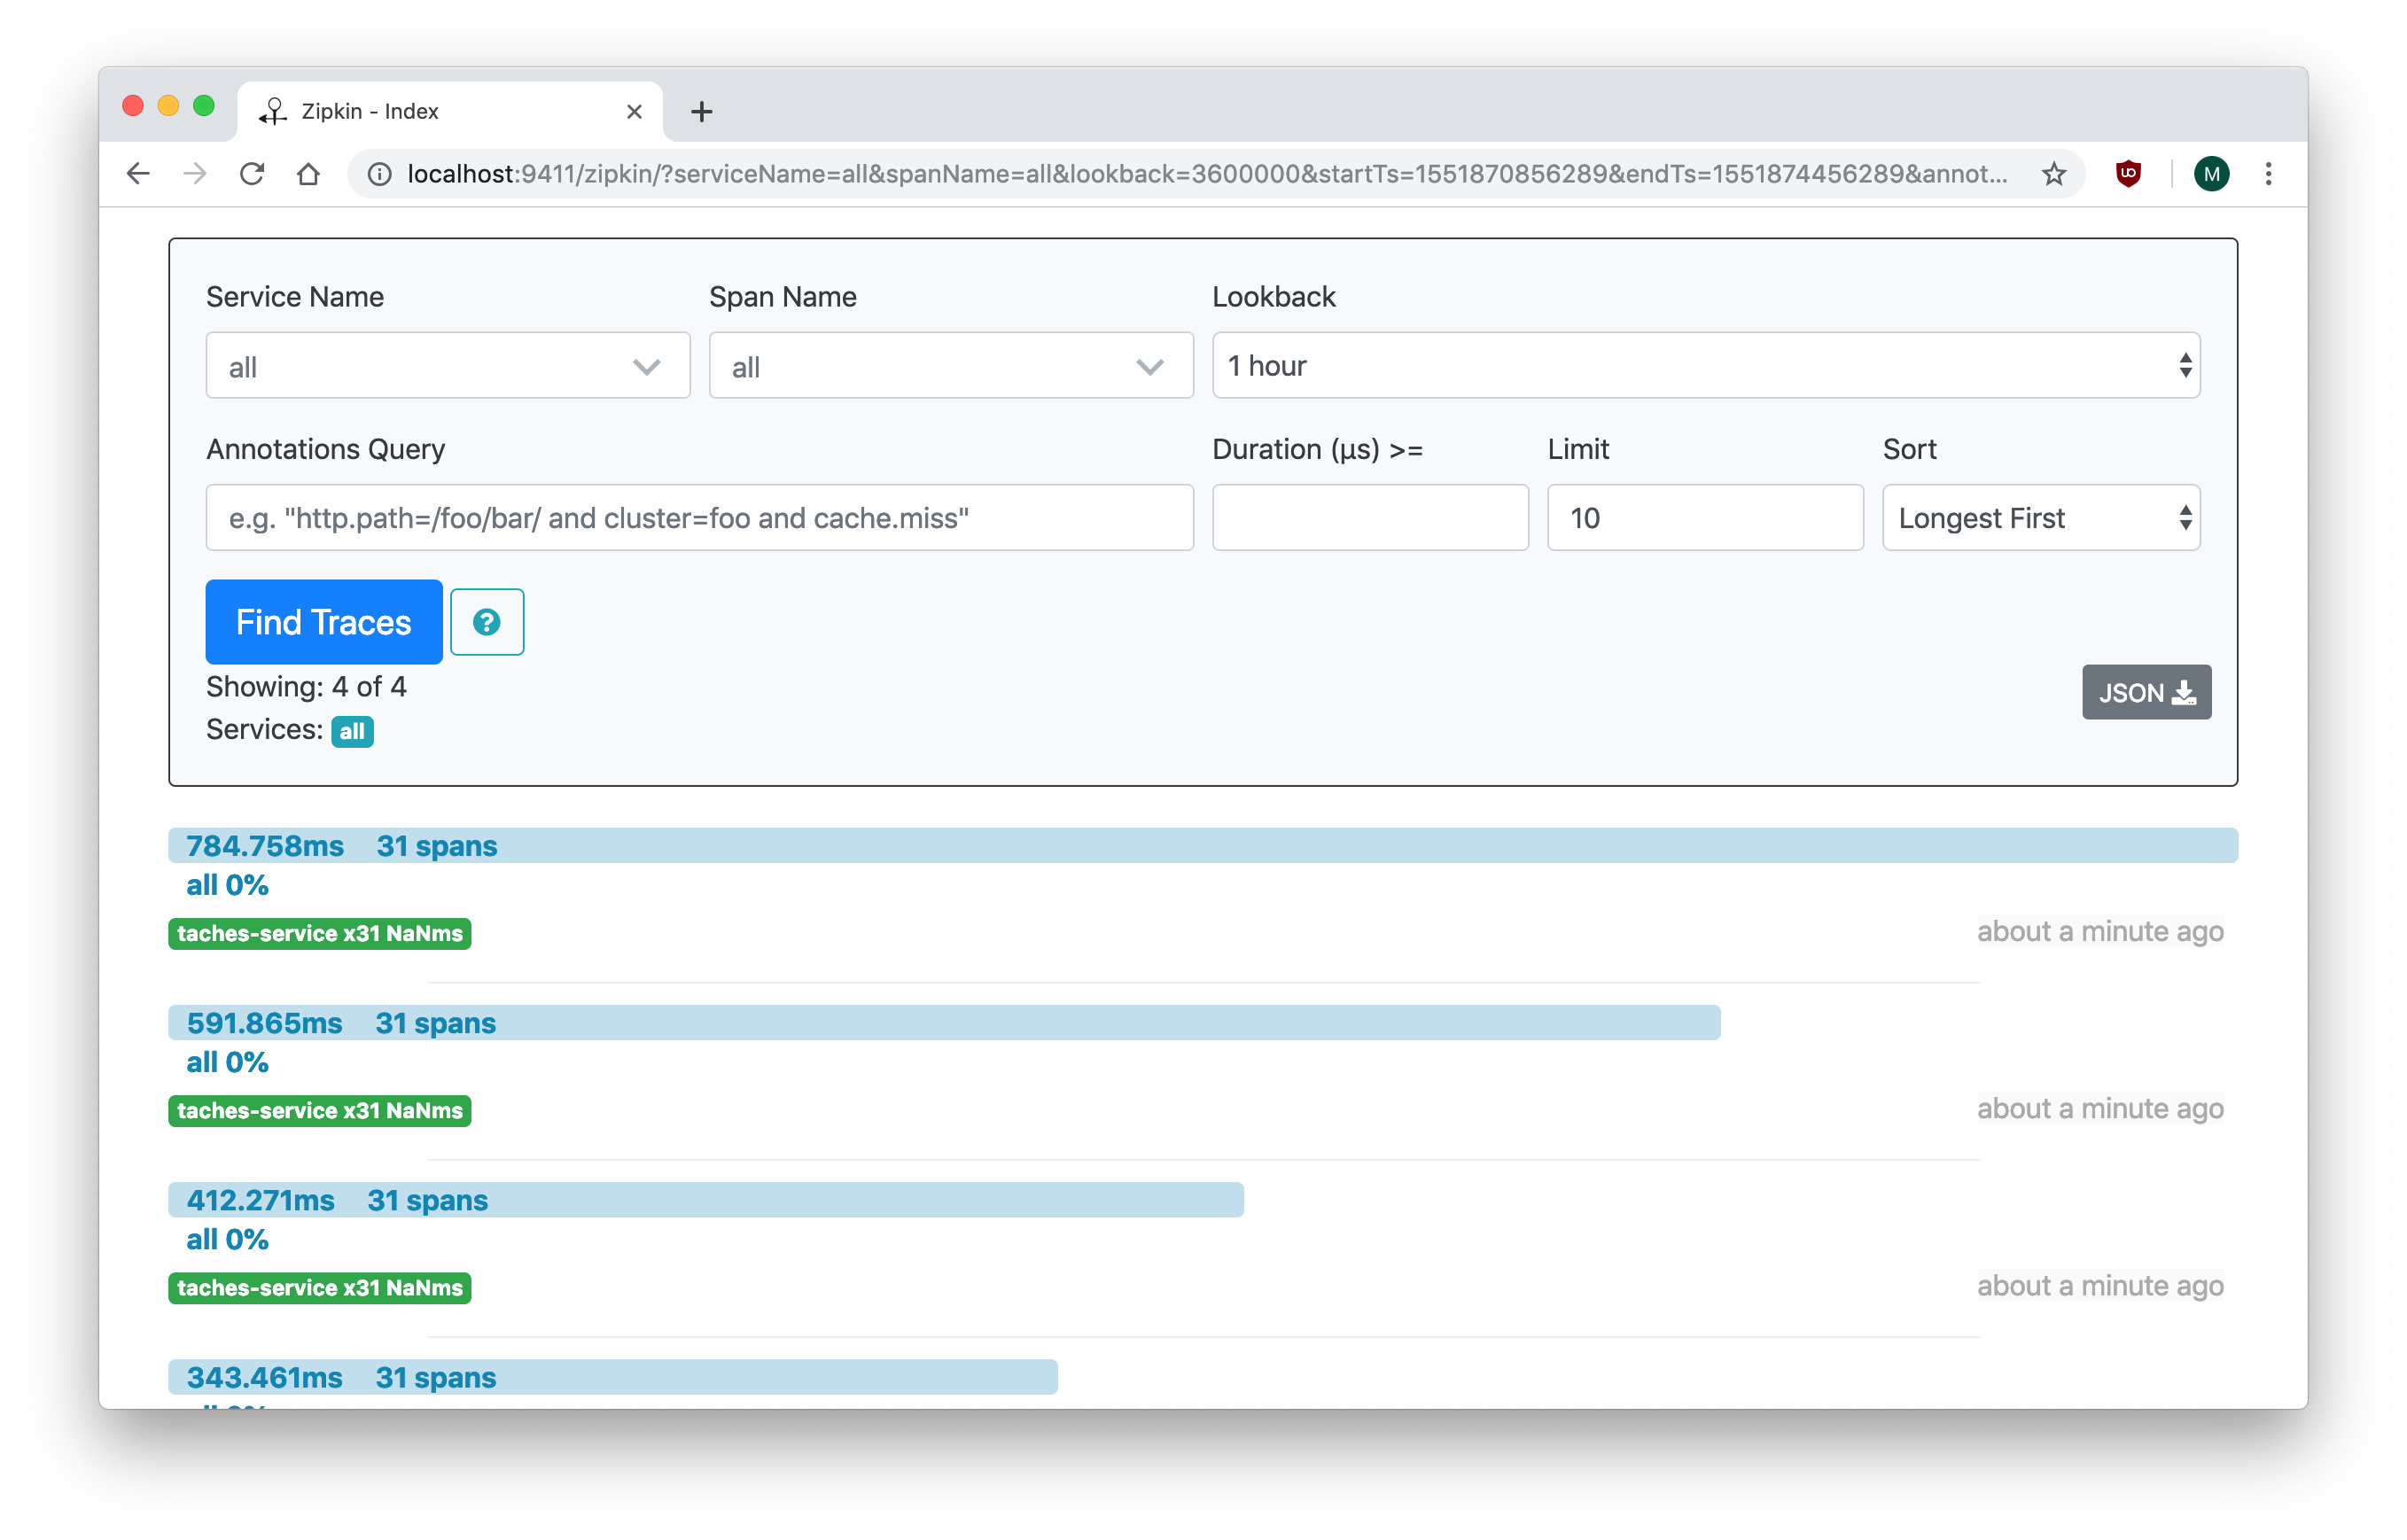 Zipkin - Index
localhost:9411/zipkin/?serviceName=all&spanName=all&lookback=3600000&startTs=1551870856289&endTs=1551874456289&annot...
M
Service Name Span Name Lookback
all all 1 hour
Annotations Query Duration (µs) >= Limit Sort
e.g. "http.path=/foo/bar/ and cluster=foo and cache.miss" 10 Longest First
Find Traces ?
Showing: 4 of 4
JSON
Services: all
784.758ms 31 spans
all 0%
taches-service x31 NaNms about a minute ago
591.865ms 31 spans
all 0%
taches-service x31 NaNms about a minute ago
412.271ms 31 spans
all 0%
taches-service x31 NaNms about a minute ago
343.461ms 31 spans